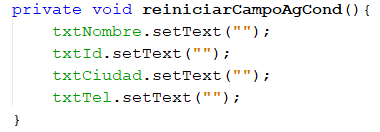 private void reiniciarCampoAgCond(){
txtNombre.setText("");
txtId.setText("");
txtCiudad.setText("");
txtTel.setText("");
}